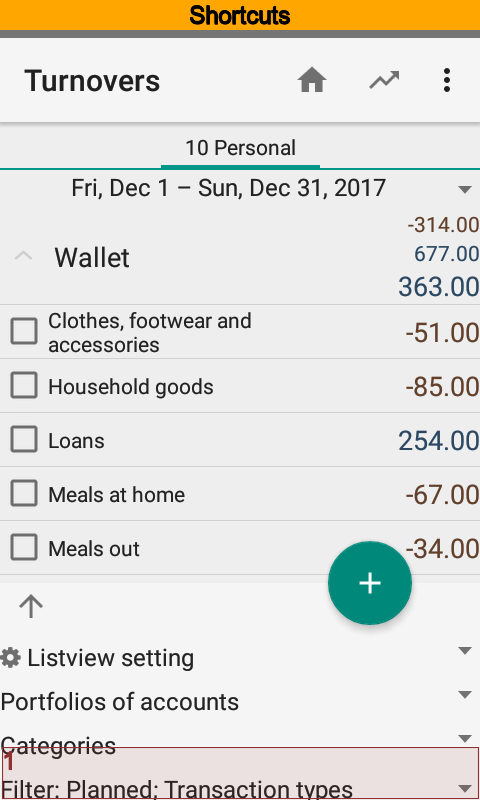 Shortcuts
Turnovers
10 Personal
Fri, Dec 1 – Sun, Dec 31, 2017
-314.00
677.00
Wallet
363.00
Clothes, footwear and
accessories
-51.00
Household goods
-85.00
Loans
254.00
Meals at home
-67.00
Meals out
-34.00
+
Listview setting
Portfolios of accounts
Categories
1
Filter: Planned; Transaction types